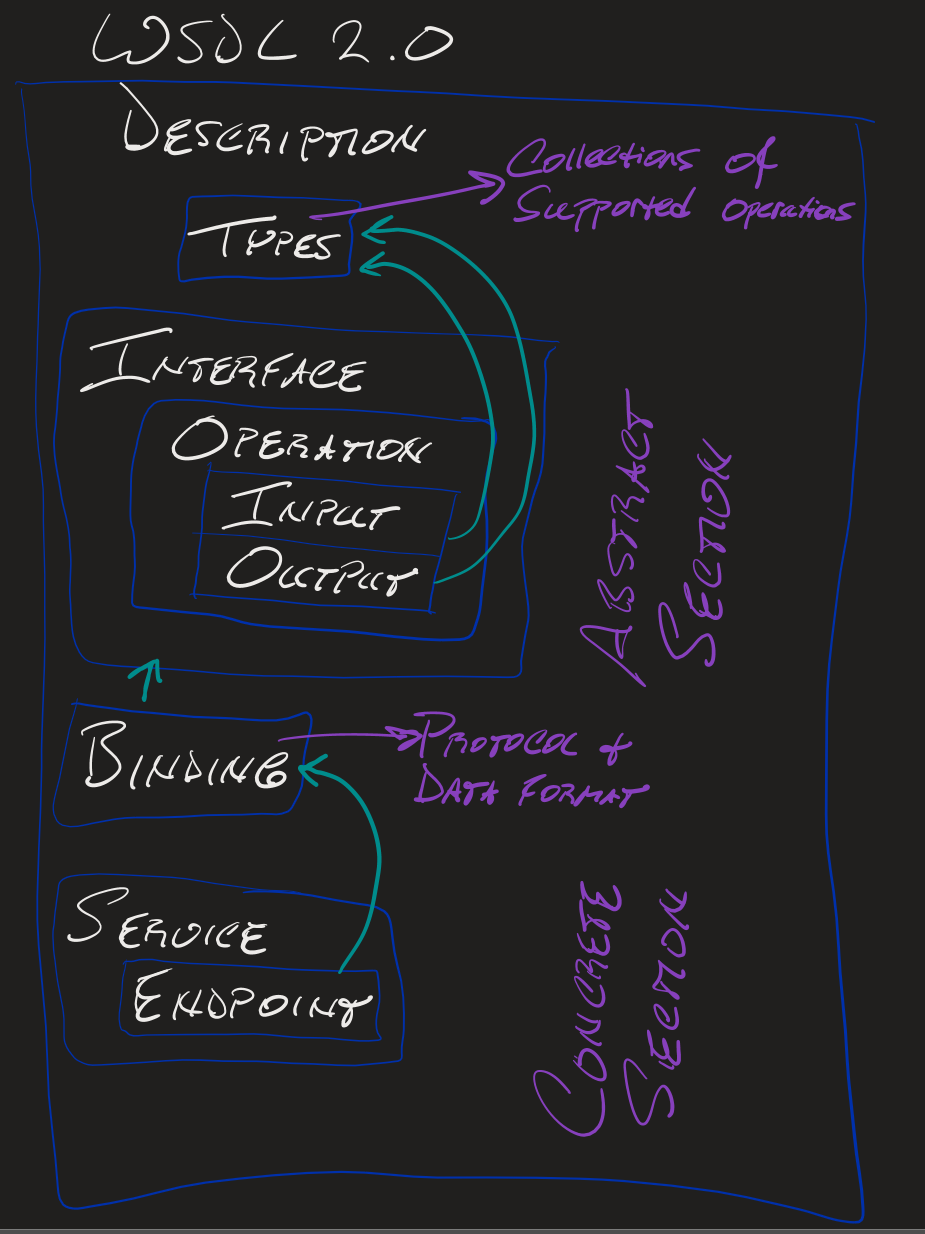 WSDL 2.0
DESCRIPTION
Collections of
Supported Operations
TYPES
INTERFACE
OPERATION
INPUT
OUTPUT
ABSTRACT
SECTION
BINDING
PROTOCOL &
DATA FORMAT
SERVICE
ENDPOINT
CONCRETE
SECTION